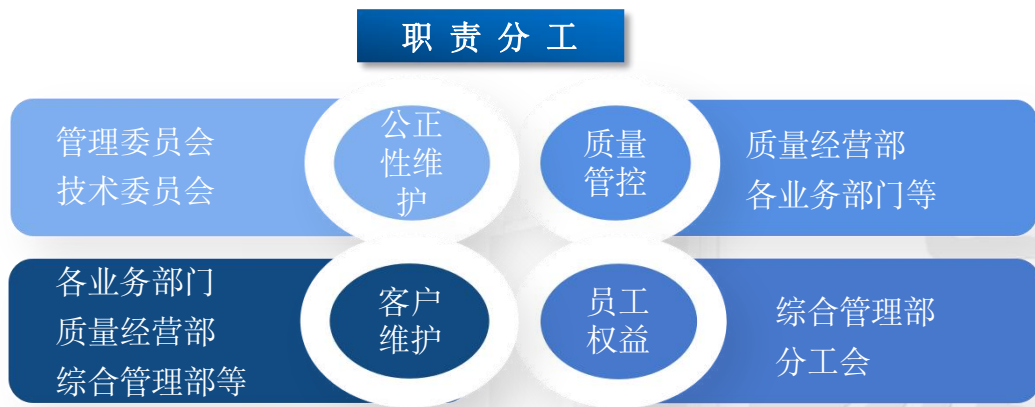 职责分工
管理委员会
技术委员会
公正
性维
护
质量
管控
质量经营部
各业务部门等
各业务部门
质量经营部
综合管理部等
客户
维护
员工
权益
综合管理部
分工会